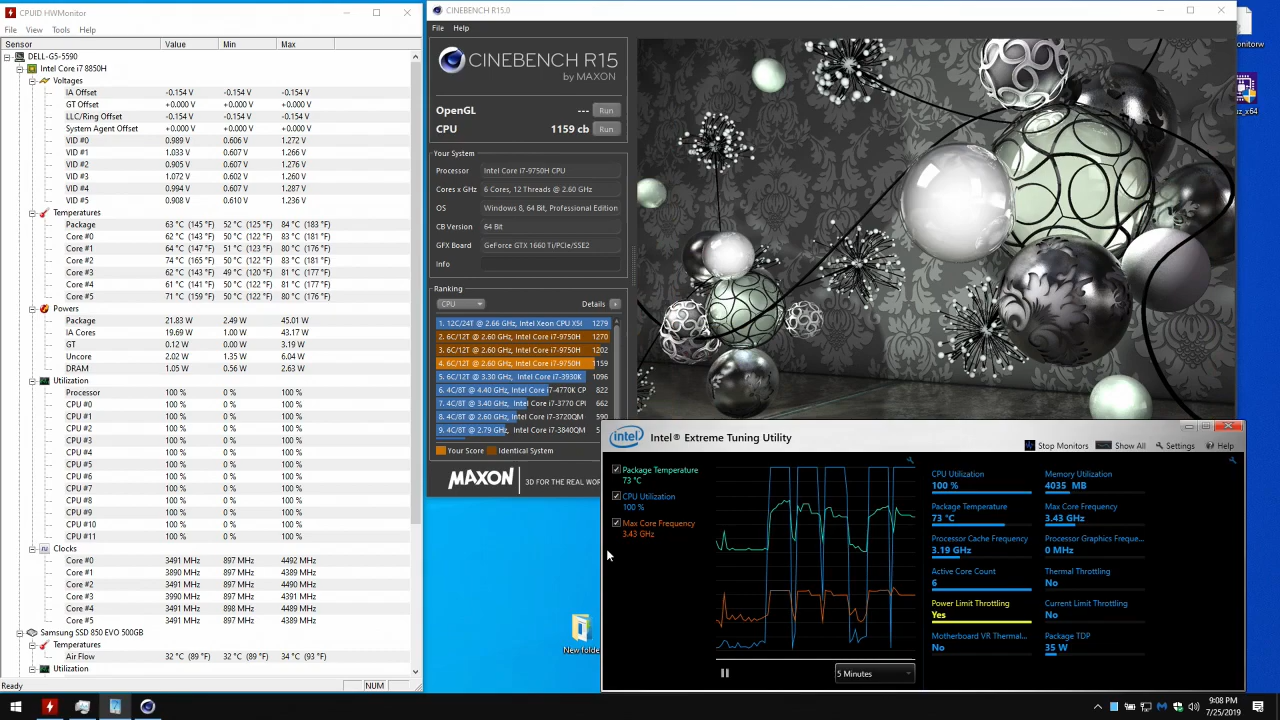 CPUID HWMonitor
File View Tools Help
Sensor Value Min Max
DELL-G5-5590
Intel Core i7 8850H
Voltages
IA Offset -0.154 V -0.154 V -0.154 V
GT Offset +0.000 V +0.000 V +0.000 V
LLC/Ring Offset -0.154 V -0.154 V -0.154 V
System Agent Offset +0.000 V +0.000 V +0.000 V
VID #0 0.989 V 0.606 V 1.272 V
VID #1 1.033 V 0.607 V 1.266 V
VID #2 0.905 V 0.607 V 1.276 V
VID #3 1.072 V 0.602 V 1.260 V
VID #4 0.994 V 0.607 V 1.287 V
VID #5 0.908 V 0.610 V 1.236 V
Temperatures
Package 63 °C (145 °F) 52 °C (125 °F) 84 °C (183 °F)
Core #0 62 °C (143 °F) 50 °C (122 °F) 83 °C (181 °F)
Core #1 64 °C (147 °F) 51 °C (123 °F) 80 °C (176 °F)
Core #2 74 °C (165 °F) 50 °C (122 °F) 83 °C (181 °F)
Core #3 62 °C (143 °F) 49 °C (120 °F) 81 °C (177 °F)
Core #4 61 °C (141 °F) 50 °C (122 °F) 81 °C (177 °F)
Core #5 71 °C (159 °F) 50 °C (122 °F) 80 °C (176 °F)
Powers
Package 21.83 W 2.49 W 45.01 W
IA Cores 19.69 W 1.00 W 43.17 W
GT 0.12 W 0.00 W 3.19 W
Uncore 2.02 W 1.35 W 6.04 W
DRAM 1.05 W 0.56 W 2.63 W
Utilization
Processor 100 % 0 % 100 %
CPU #0 100 % 0 % 100 %
CPU #1 100 % 0 % 100 %
CPU #2 100 % 0 % 100 %
CPU #3 100 % 0 % 100 %
CPU #4 100 % 0 % 100 %
CPU #5 100 % 0 % 100 %
CPU #6 100 % 0 % 100 %
CPU #7 100 % 0 % 100 %
CPU #8 100 % 0 % 100 %
CPU #9 100 % 0 % 100 %
CPU #10 100 % 0 % 100 %
CPU #11 100 % 0 % 100 %
Clocks
Core #0 3491 MHz 897 MHz 4492 MHz
Core #1 3990 MHz 897 MHz 4389 MHz
Core #2 3491 MHz 897 MHz 4490 MHz
Core #3 3990 MHz 897 MHz 4391 MHz
Core #4 3491 MHz 898 MHz 4489 MHz
Core #5 3491 MHz 897 MHz 4389 MHz
Samsung SSD 850 EVO 500GB
Temperatures
Air Flow 32 °C (89 °F) 32 °C (89 °F) 34 °C (93 °F)
Utilization
Ready NUM
CINEBENCH R15.0
File Help
CINEBENCH R15
by MAXON
OpenGL --- Run
CPU 1159 cb Run
Your System
Processor Intel Core i7-9750H CPU
Cores x GHz 6 Cores, 12 Threads @ 2.60 GHz
OS Windows 8, 64 Bit, Professional Edition
CB Version 64 Bit
GFX Board GeForce GTX 1660 Ti/PCIe/SSE2
Info
Ranking
CPU Details
1. 12C/24T @ 2.66 GHz, Intel Xeon CPU X5I 1279
2. 6C/12T @ 2.60 GHz, Intel Core i7-9750H 1270
3. 6C/12T @ 2.60 GHz, Intel Core i7-9750H 1202
4. 6C/12T @ 2.60 GHz, Intel Core i7-9750H 1159
5. 6C/12T @ 3.30 GHz, Intel Core i7-3930K 1096
6. 4C/8T @ 4.40 GHz, Intel Core i7-4770K CP 822
7. 4C/8T @ 3.40 GHz, Intel Core i7-3770 CPU 662
8. 4C/8T @ 2.60 GHz, Intel Core i7-3720QM 590
9. 4C/8T @ 2.79 GHz, Intel Core i7-3840QM 505
Your Score Identical System
MAXON 3D FOR THE REAL WOR
intel Intel® Extreme Tuning Utility
Stop Monitors Show All Settings Help
Package Temperature
73 °C
CPU Utilization
100 %
Max Core Frequency
3.43 GHz
5 Minutes
CPU Utilization Memory Utilization
100 % 4035 MB
Package Temperature Max Core Frequency
73 °C 3.43 GHz
Processor Cache Frequency Processor Graphics Freque...
3.19 GHz 0 MHz
Active Core Count Thermal Throttling
6 No
Power Limit Throttling Current Limit Throttling
Yes No
Motherboard VR Thermal... Package TDP
No 35 W
New folde
nitorw
uz_x64
9:08 PM
7/25/2019